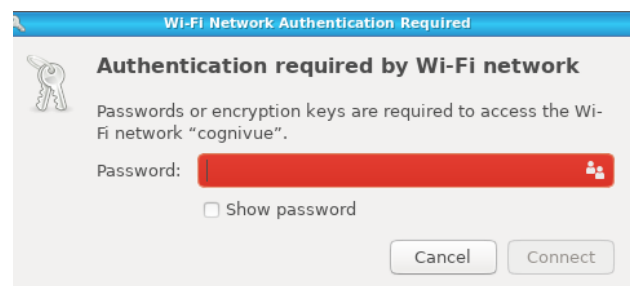 Wi-Fi Network Authentication Required
Authentication required by Wi-Fi network
Passwords or encryption keys are required to access the Wi-
Fi network “cognivue”.
Password:
Show password
Cancel
Connect